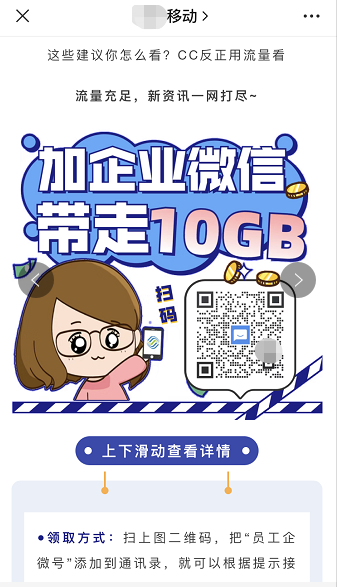 移动
这些建议你怎么看？CC反正用流量看
流量充足，新资讯一网打尽~
加企业微信
带走10GB
扫码
上下滑动查看详情
●领取方式：扫上图二维码，把“员工企
微号”添加到通讯录，就可以根据提示接